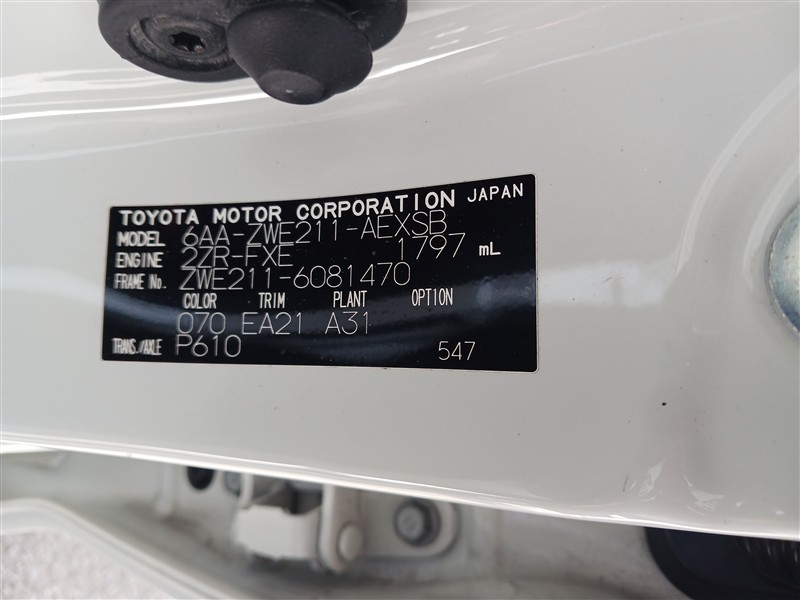 TOYOTA MOTOR CORPORATION JAPAN
MODEL 6AA-ZWE211-AEXSB
ENGINE 2ZR-FXE 1797 mL
FRAME No. ZWE211-6081470
COLOR TRIM PLANT OPTION
070 EA21 A31
TRANS./AXLE P610 547